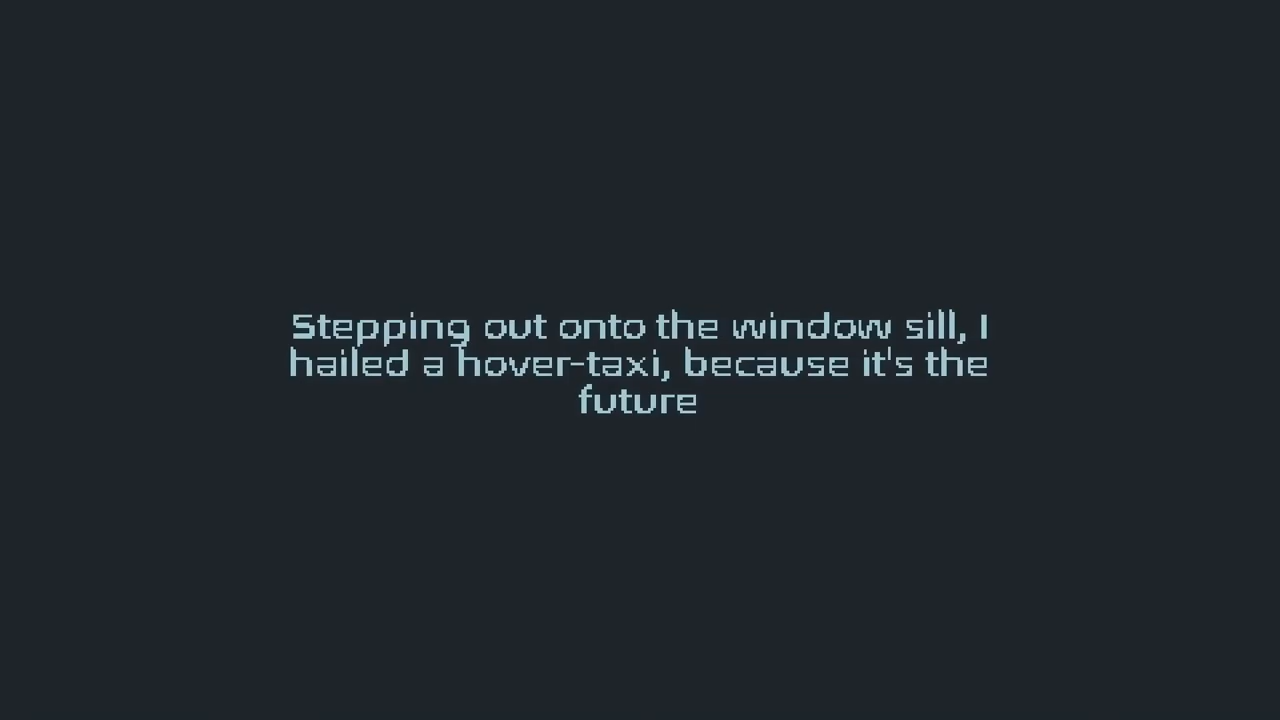 Stepping out onto the window sill, I
hailed a hover-taxi, because it's the
future